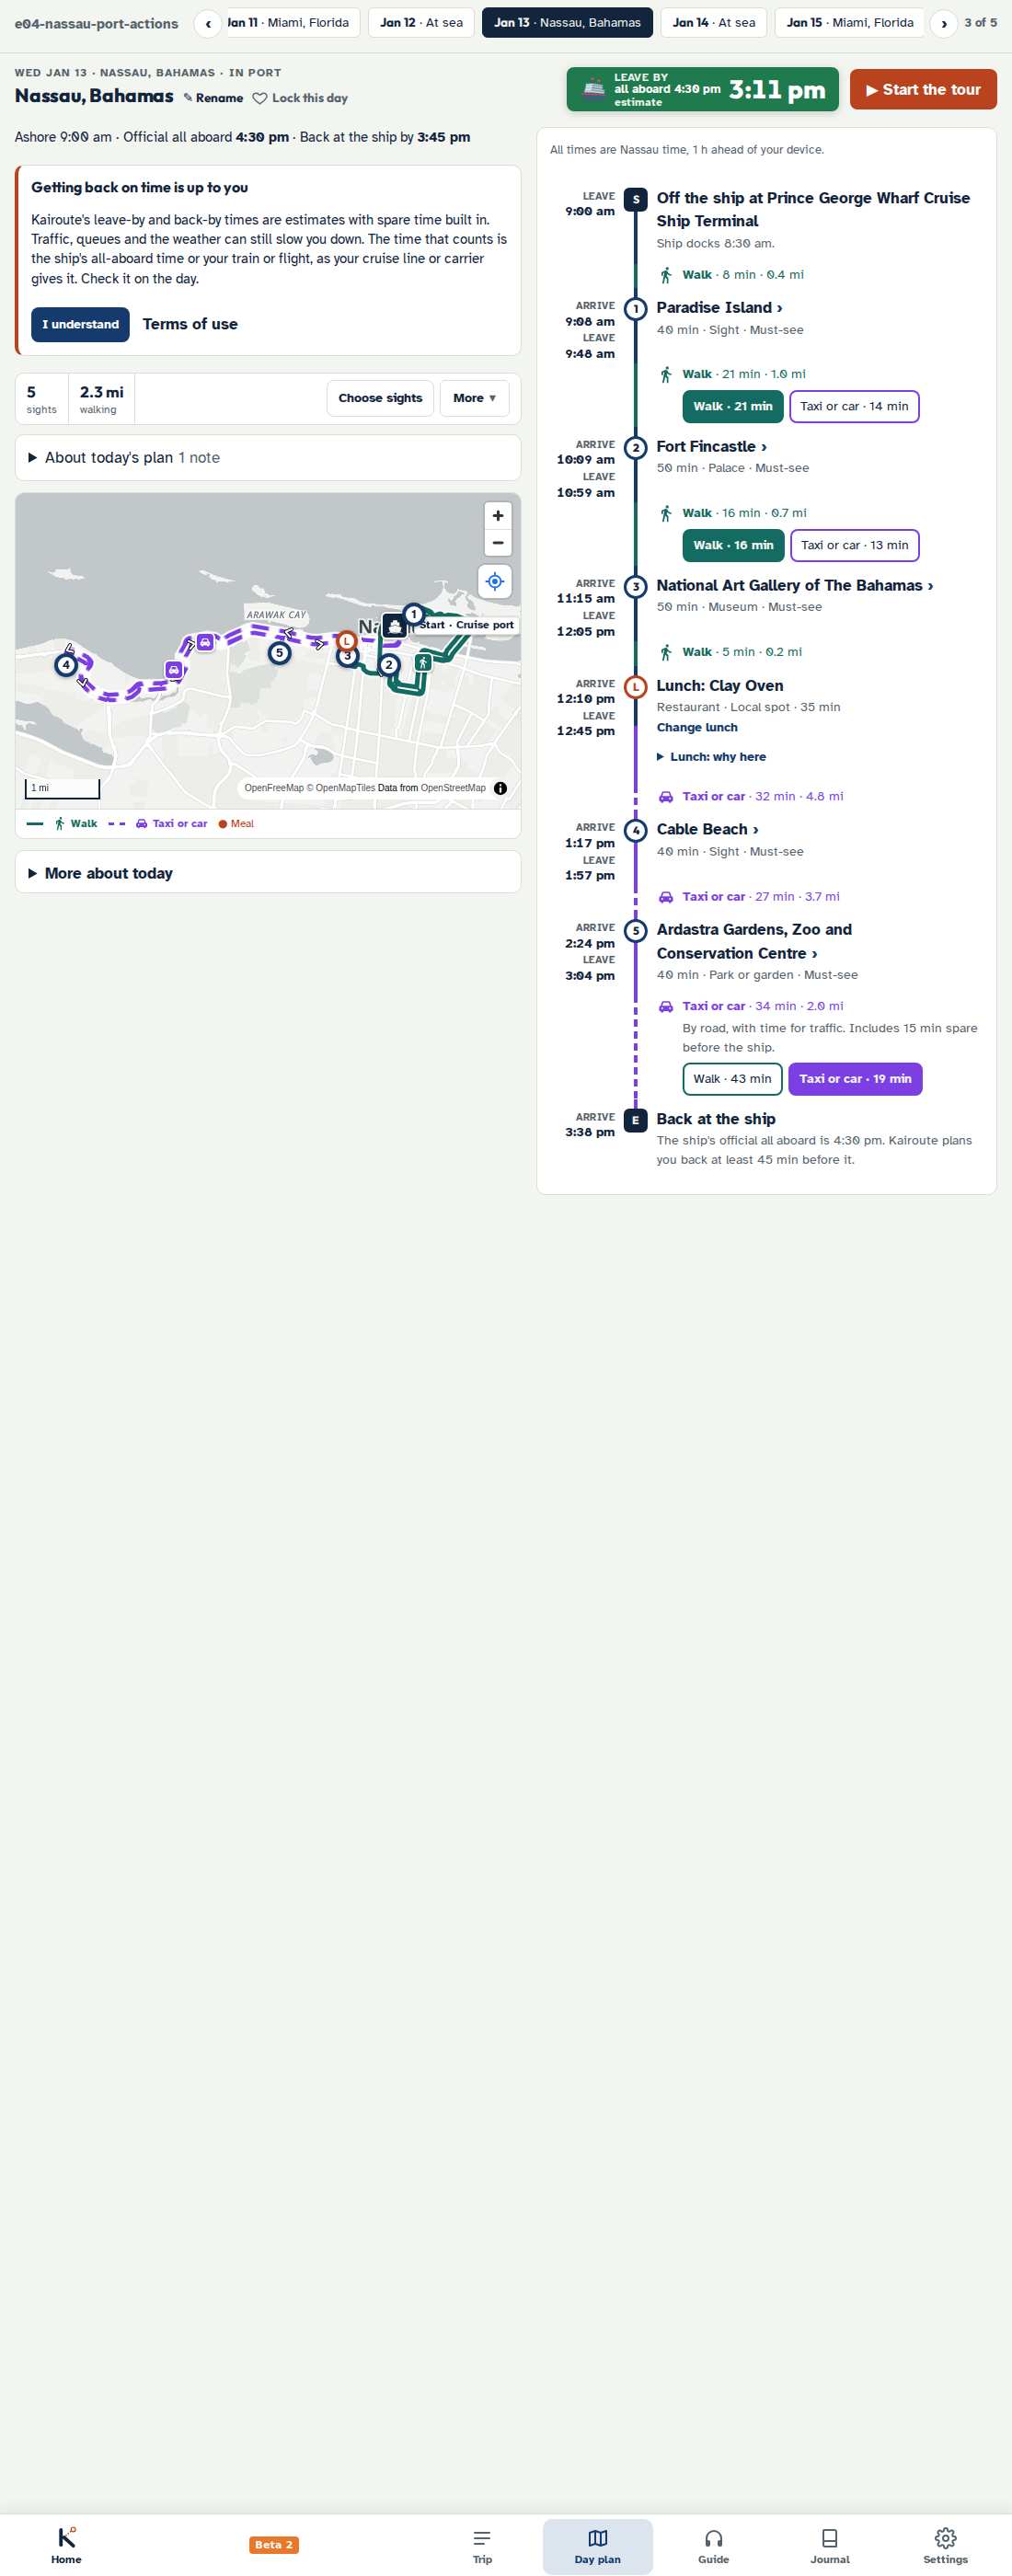 e04-nassau-port-actions
‹
Jan 11 · Miami, Florida
Jan 12 · At sea
Jan 13 · Nassau, Bahamas
Jan 14 · At sea
Jan 15 · Miami, Florida
›
3 of 5
WED JAN 13 · NASSAU, BAHAMAS · IN PORT
Nassau, Bahamas
✎ Rename
Lock this day
LEAVE BY
all aboard 4:30 pm
estimate
3:11 pm
▶ Start the tour
Ashore 9:00 am · Official all aboard 4:30 pm · Back at the ship by 3:45 pm
Getting back on time is up to you
Kairoute's leave-by and back-by times are estimates with spare time built in.
Traffic, queues and the weather can still slow you down. The time that counts is
the ship's all-aboard time or your train or flight, as your cruise line or carrier
gives it. Check it on the day.
I understand
Terms of use
5
sights
2.3 mi
walking
Choose sights
More ▼
▶ About today's plan 1 note
+
−
ARAWAK CAY
1
Start · Cruise port
L
3
2
5
4
1 mi
OpenFreeMap © OpenMapTiles Data from OpenStreetMap
Walk
Taxi or car
Meal
▶ More about today
All times are Nassau time, 1 h ahead of your device.
LEAVE
9:00 am
S
Off the ship at Prince George Wharf Cruise
Ship Terminal
Ship docks 8:30 am.
Walk · 8 min · 0.4 mi
ARRIVE
9:08 am
LEAVE
9:48 am
1
Paradise Island ›
40 min · Sight · Must-see
Walk · 21 min · 1.0 mi
Walk · 21 min
Taxi or car · 14 min
ARRIVE
10:09 am
LEAVE
10:59 am
2
Fort Fincastle ›
50 min · Palace · Must-see
Walk · 16 min · 0.7 mi
Walk · 16 min
Taxi or car · 13 min
ARRIVE
11:15 am
LEAVE
12:05 pm
3
National Art Gallery of The Bahamas ›
50 min · Museum · Must-see
Walk · 5 min · 0.2 mi
ARRIVE
12:10 pm
LEAVE
12:45 pm
L
Lunch: Clay Oven
Restaurant · Local spot · 35 min
Change lunch
▶ Lunch: why here
Taxi or car · 32 min · 4.8 mi
ARRIVE
1:17 pm
LEAVE
1:57 pm
4
Cable Beach ›
40 min · Sight · Must-see
Taxi or car · 27 min · 3.7 mi
ARRIVE
2:24 pm
LEAVE
3:04 pm
5
Ardastra Gardens, Zoo and
Conservation Centre ›
40 min · Park or garden · Must-see
Taxi or car · 34 min · 2.0 mi
By road, with time for traffic. Includes 15 min spare
before the ship.
Walk · 43 min
Taxi or car · 19 min
ARRIVE
3:38 pm
E
Back at the ship
The ship's official all aboard is 4:30 pm. Kairoute plans
you back at least 45 min before it.
Home
Beta 2
Trip
Day plan
Guide
Journal
Settings